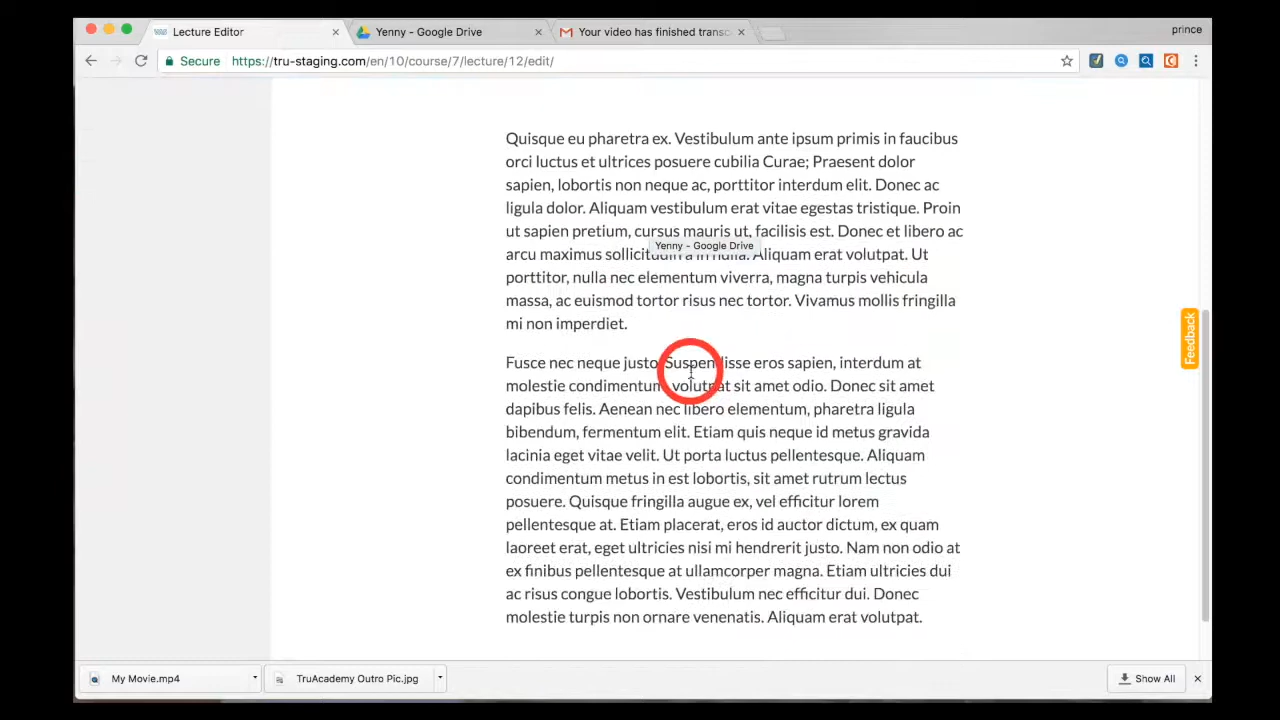 Lecture Editor
Yenny - Google Drive
Your video has finished transc
prince
Secure https://tru-staging.com/en/10/course/7/lecture/12/edit/
Quisque eu pharetra ex. Vestibulum ante ipsum primis in faucibus
orci luctus et ultrices posuere cubilia Curae; Praesent dolor
sapien, lobortis non neque ac, porttitor interdum elit. Donec ac
ligula dolor. Aliquam vestibulum erat vitae egestas tristique. Proin
ut sapien pretium, cursus mauris ut, facilisis est. Donec et libero ac
Yenny - Google Drive
arcu maximus sollicitudin a in nulla. Aliquam erat volutpat. Ut
porttitor, nulla nec elementum viverra, magna turpis vehicula
massa, ac euismod tortor risus nec tortor. Vivamus mollis fringilla
mi non imperdiet.
Feedback
Fusce nec neque justo. Suspendisse eros sapien, interdum at
molestie condimentum, volutpat sit amet odio. Donec sit amet
dapibus felis. Aenean nec libero elementum, pharetra ligula
bibendum, fermentum elit. Etiam quis neque id metus gravida
lacinia eget vitae velit. Ut porta luctus pellentesque. Aliquam
condimentum metus in est lobortis, sit amet rutrum lectus
posuere. Quisque fringilla augue ex, vel efficitur lorem
pellentesque at. Etiam placerat, eros id auctor dictum, ex quam
laoreet erat, eget ultricies nisi mi hendrerit justo. Nam non odio at
ex finibus pellentesque at ullamcorper magna. Etiam ultricies dui
ac risus congue lobortis. Vestibulum nec efficitur dui. Donec
molestie turpis non ornare venenatis. Aliquam erat volutpat.
My Movie.mp4
TruAcademy Outro Pic.jpg
Show All